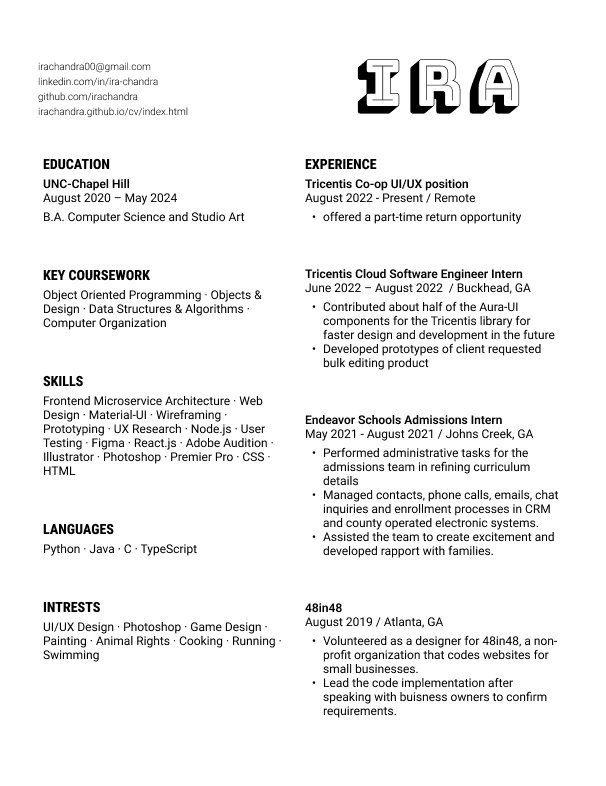 irachandra00@gmail.com
linkedin.com/in/ira-chandra
github.com/irachandra
irachandra.github.io/cv/index.html
IRA
EDUCATION
UNC-Chapel Hill
August 2020 – May 2024
B.A. Computer Science and Studio Art
KEY COURSEWORK
Object Oriented Programming · Objects &
Design · Data Structures & Algorithms ·
Computer Organization
SKILLS
Frontend Microservice Architecture · Web
Design · Material-UI · Wireframing ·
Prototyping · UX Research · Node.js · User
Testing · Figma · React.js · Adobe Audition ·
Illustrator · Photoshop · Premier Pro · CSS ·
HTML
LANGUAGES
Python · Java · C · TypeScript
INTRESTS
UI/UX Design · Photoshop · Game Design ·
Painting · Animal Rights · Cooking · Running ·
Swimming
EXPERIENCE
Tricentis Co-op UI/UX position
August 2022 - Present / Remote
• offered a part-time return opportunity
Tricentis Cloud Software Engineer Intern
June 2022 – August 2022 / Buckhead, GA
• Contributed about half of the Aura-UI
components for the Tricentis library for
faster design and development in the future
• Developed prototypes of client requested
bulk editing product
Endeavor Schools Admissions Intern
May 2021 - August 2021 / Johns Creek, GA
• Performed administrative tasks for the
admissions team in refining curriculum
details
• Managed contacts, phone calls, emails, chat
inquiries and enrollment processes in CRM
and county operated electronic systems.
• Assisted the team to create excitement and
developed rapport with families.
48in48
August 2019 / Atlanta, GA
• Volunteered as a designer for 48in48, a non-
profit organization that codes websites for
small businesses.
• Lead the code implementation after
speaking with buisness owners to confirm
requirements.